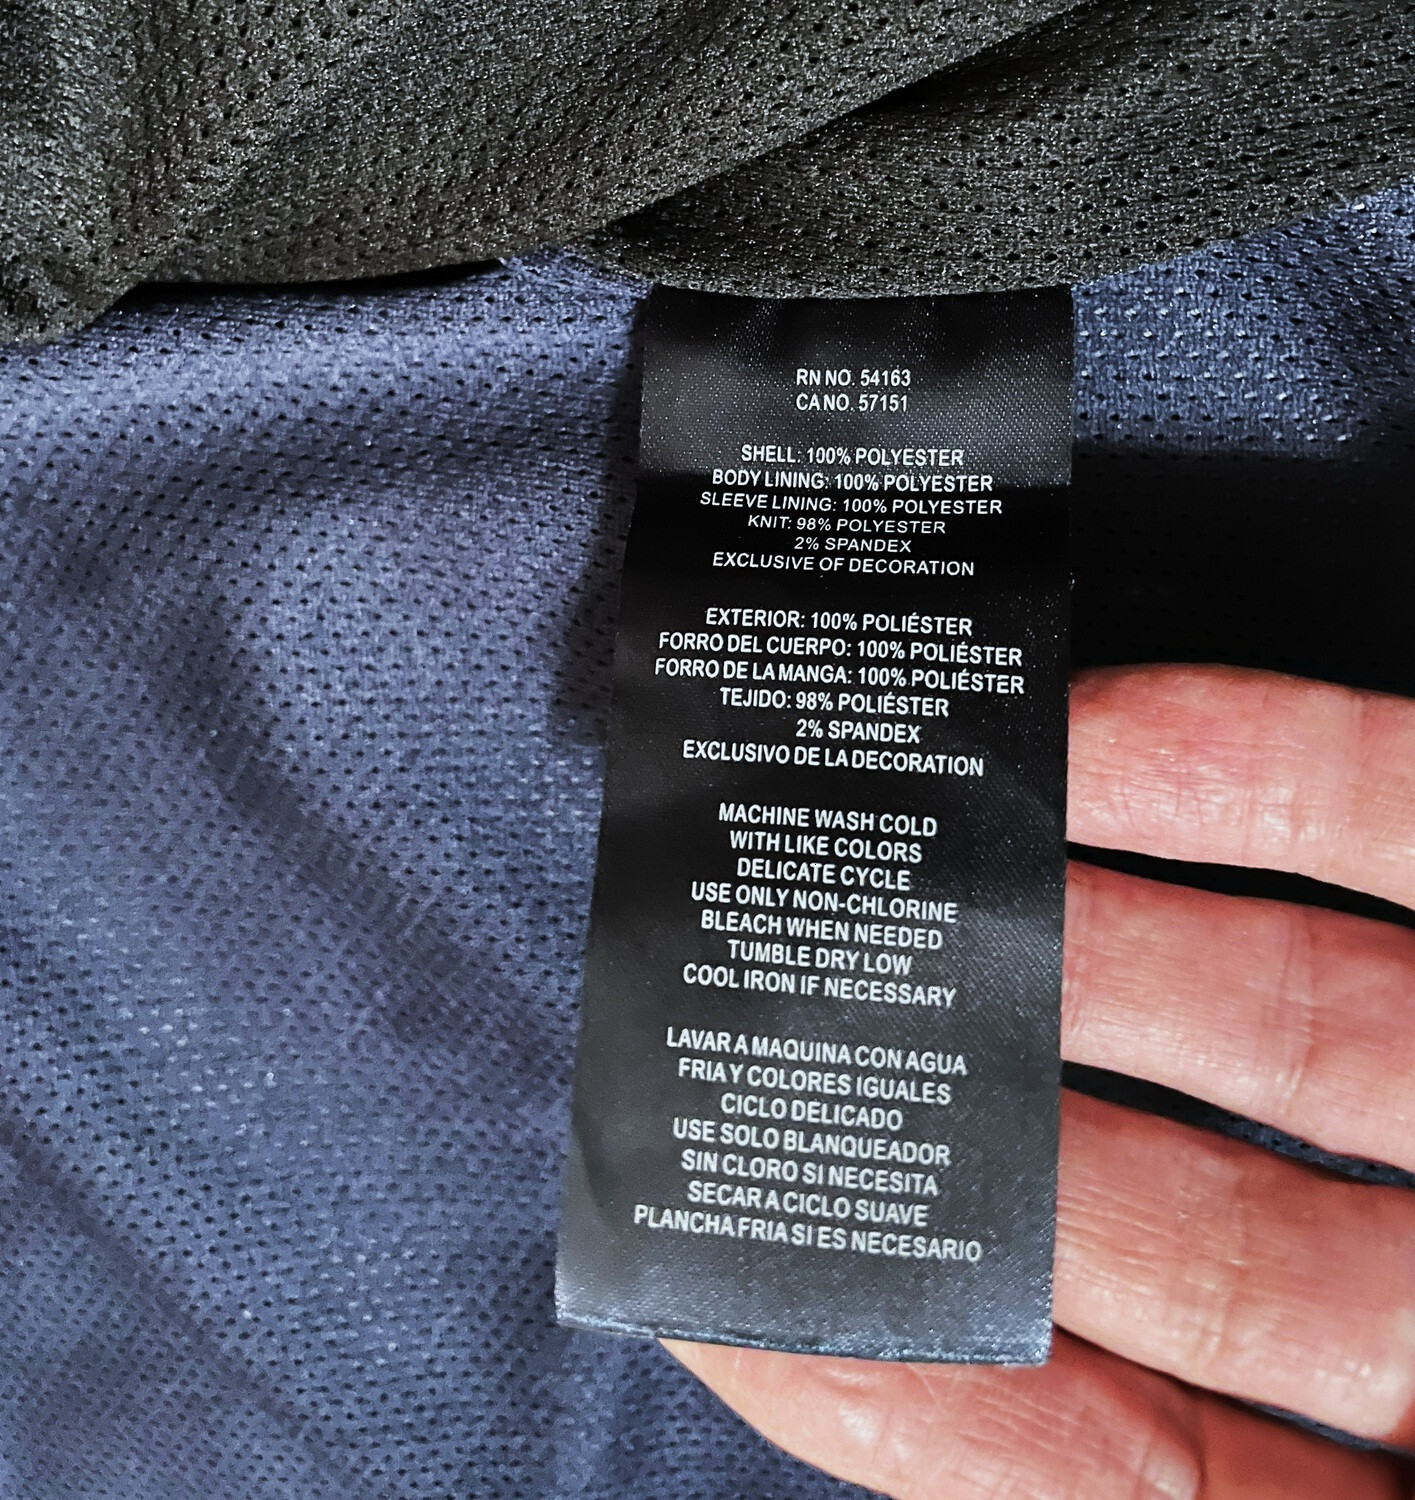 RN NO. 54163
CA NO. 57151
SHELL: 100% POLYESTER
BODY LINING: 100% POLYESTER
SLEEVE LINING: 100% POLYESTER
KNIT: 98% POLYESTER
2% SPANDEX
EXCLUSIVE OF DECORATION
EXTERIOR: 100% POLIÉSTER
FORRO DEL CUERPO: 100% POLIÉSTER
FORRO DE LA MANGA: 100% POLIÉSTER
TEJIDO: 98% POLIÉSTER
2% SPANDEX
EXCLUSIVO DE LA DECORATION
MACHINE WASH COLD
WITH LIKE COLORS
DELICATE CYCLE
USE ONLY NON-CHLORINE
BLEACH WHEN NEEDED
TUMBLE DRY LOW
COOL IRON IF NECESSARY
LAVAR A MAQUINA CON AGUA
FRIA Y COLORES IGUALES
CICLO DELICADO
USE SOLO BLANQUEADOR
SIN CLORO SI NECESITA
SECAR A CICLO SUAVE
PLANCHA FRIA SI ES NECESARIO